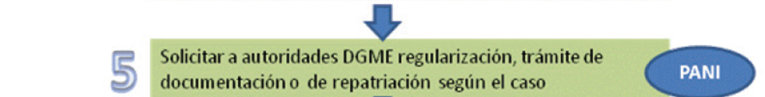 5
Solicitar a autoridades DGME regularización, trámite de
documentación o de repatriación según el caso
PANI